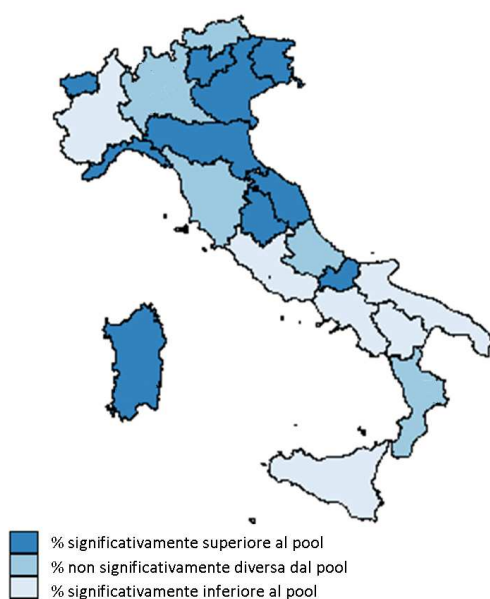 % significativamente superiore al pool
% non significativamente diversa dal pool
% significativamente inferiore al pool